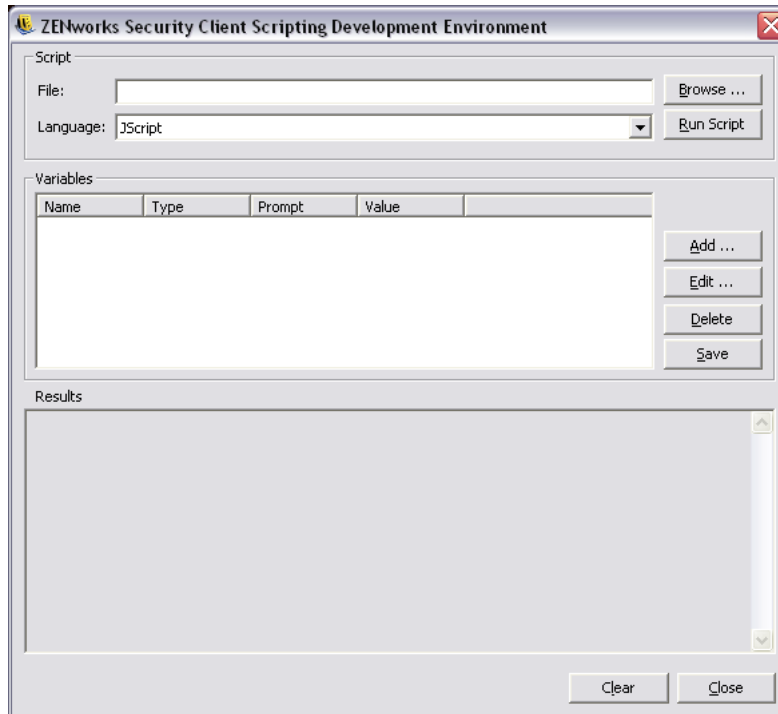 ZENworks Security Client Scripting Development Environment
Script
File:
Browse ...
Language: JScript
Run Script
Variables
Name Type Prompt Value
Add ...
Edit ...
Delete
Save
Results
Clear Close